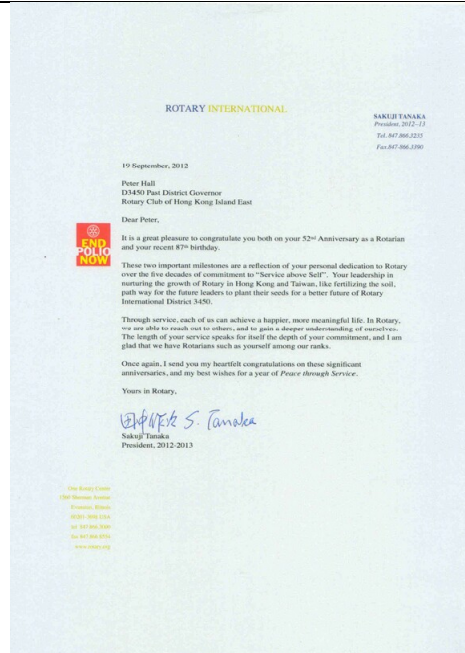 ROTARY INTERNATIONAL
SAKUJI TANAKA
President, 2012–13
Tel. 847.866.3235
Fax 847-866-3390
19 September, 2012
Peter Hall
D3450 Past District Governor
Rotary Club of Hong Kong Island East
Dear Peter,
END
POLIO
NOW
It is a great pleasure to congratulate you both on your 52nd Anniversary as a Rotarian
and your recent 87th birthday.
These two important milestones are a reflection of your personal dedication to Rotary
over the five decades of commitment to "Service above Self". Your leadership in
nurturing the growth of Rotary in Hong Kong and Taiwan, like fertilizing the soil,
path way for the future leaders to plant their seeds for a better future of Rotary
International District 3450.
Through service, each of us can achieve a happier, more meaningful life. In Rotary,
we are able to reach out to others, and to gain a deeper understanding of ourselves.
The length of your service speaks for itself the depth of your commitment, and I am
glad that we have Rotarians such as yourself among our ranks.
Once again, I send you my heartfelt congratulations on these significant
anniversaries, and my best wishes for a year of Peace through Service.
Yours in Rotary,
田中作次 S. Tanaka
Sakuji Tanaka
President, 2012-2013
One Rotary Center
1560 Sherman Avenue
Evanston, Illinois
www.rotary.org